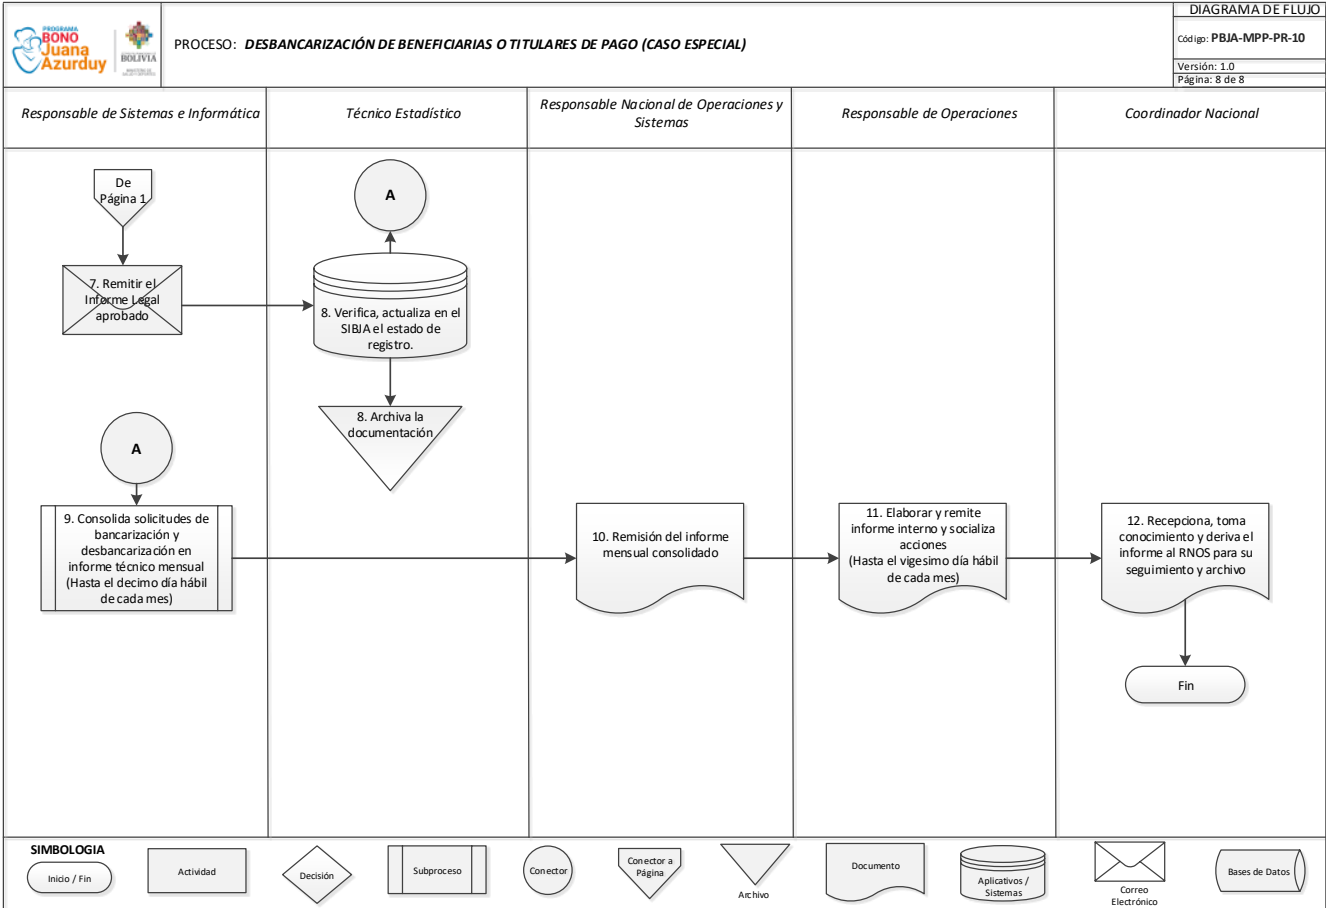 PROGRAMA
BONO
Juana
Azurduy
BOLIVIA
PROCESO: DESBANCARIZACIÓN DE BENEFICIARIAS O TITULARES DE PAGO (CASO ESPECIAL)
DIAGRAMA DE FLUJO
Código: PBJA-MPP-PR-10
Versión: 1.0
Página: 8 de 8
Responsable de Sistemas e Informática
Técnico Estadístico
Responsable Nacional de Operaciones y
Sistemas
Responsable de Operaciones
Coordinador Nacional
De
Página 1
7. Remitir el
Informe Legal
aprobado
A
8. Verifica, actualiza en el
SIBJA el estado de
registro.
8. Archiva la
documentación
A
9. Consolida solicitudes de
bancarización y
desbancarización en
informe técnico mensual
(Hasta el decimo día hábil
de cada mes)
10. Remisión del informe
mensual consolidado
11. Elaborar y remite
informe interno y socializa
acciones
(Hasta el vigesimo día hábil
de cada mes)
12. Recepciona, toma
conocimiento y deriva el
informe al RNOS para su
seguimiento y archivo
Fin
SIMBOLOGIA
Inicio / Fin
Actividad
Decisión
Subproceso
Conector
Conector a
Página
Archivo
Documento
Aplicativos /
Sistemas
Correo
Electrónico
Bases de Datos